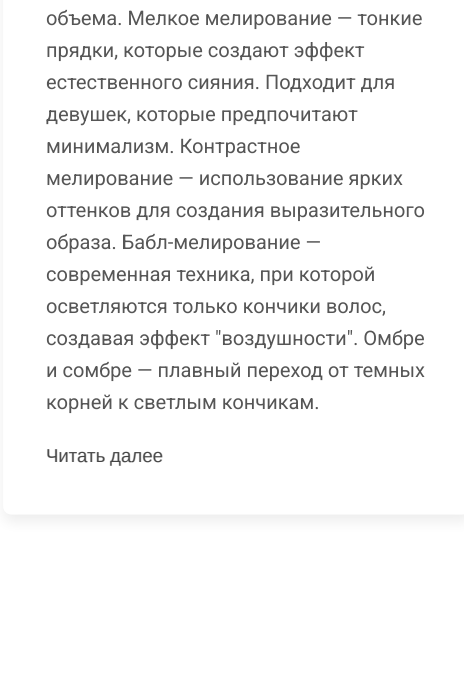 объема. Мелкое мелирование — тонкие
прядки, которые создают эффект
естественного сияния. Подходит для
девушек, которые предпочитают
минимализм. Контрастное
мелирование — использование ярких
оттенков для создания выразительного
образа. Бабл-мелирование —
современная техника, при которой
осветляются только кончики волос,
создавая эффект "воздушности". Омбре
и сомбре — плавный переход от темных
корней к светлым кончикам.
Читать далее